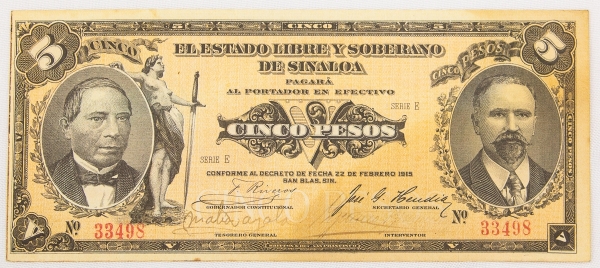 5 CINCO 5
5 CINCO CINCO PESOS 5
EL ESTADO LIBRE Y SOBERANO
DE SINALOA
PAGARÁ
AL PORTADOR EN EFECTIVO
SERIE E
CINCO PESOS
SERIE E
CONFORME AL DECRETO DE FECHA 22 DE FEBRERO 1915
SAN BLAS, SIN.
F. Riveros
GOBERNADOR CONSTITUCIONAL SECRETARIO GENERAL
Nº 33498 Nº 33498
TESORERO GENERAL INTERVENTOR